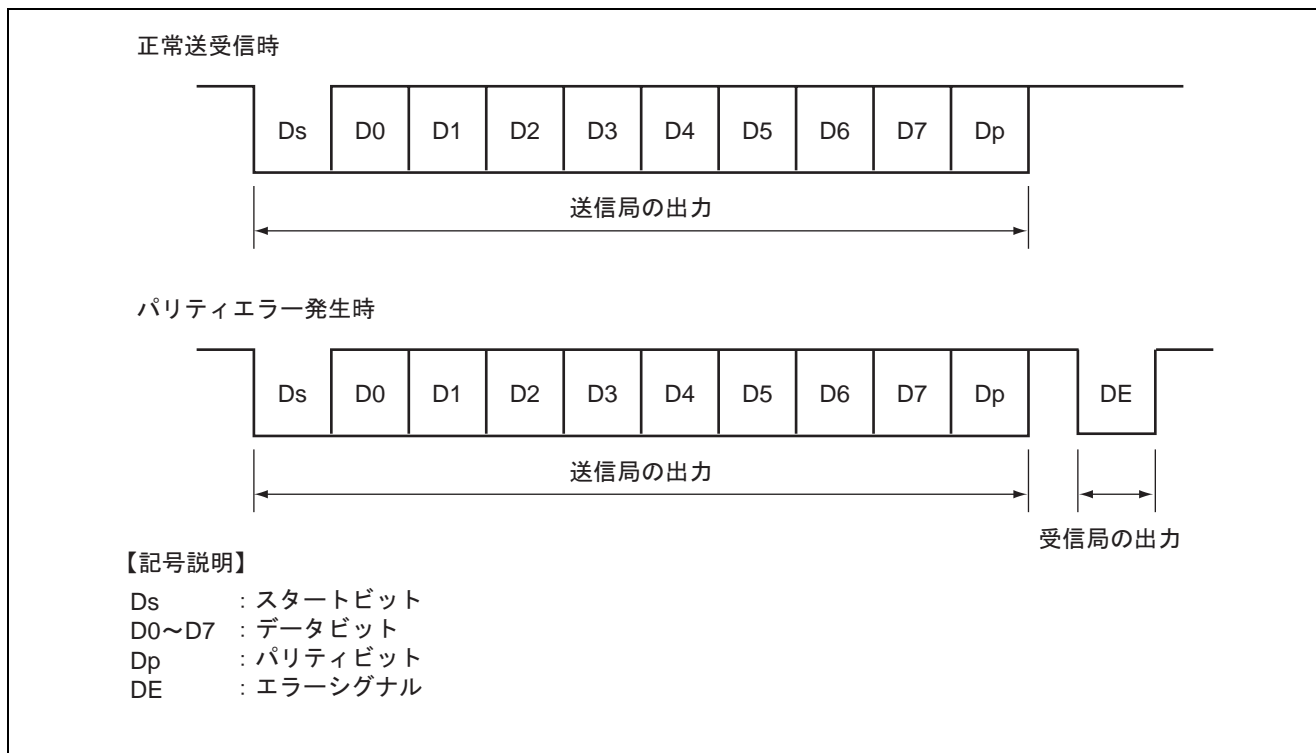 正常送受信時
Ds D0 D1 D2 D3 D4 D5 D6 D7 Dp
送信局の出力
パリティエラー発生時
Ds D0 D1 D2 D3 D4 D5 D6 D7 Dp DE
送信局の出力
受信局の出力
【記号説明】
Ds : スタートビット
D0～D7 : データビット
Dp : パリティビット
DE : エラーシグナル